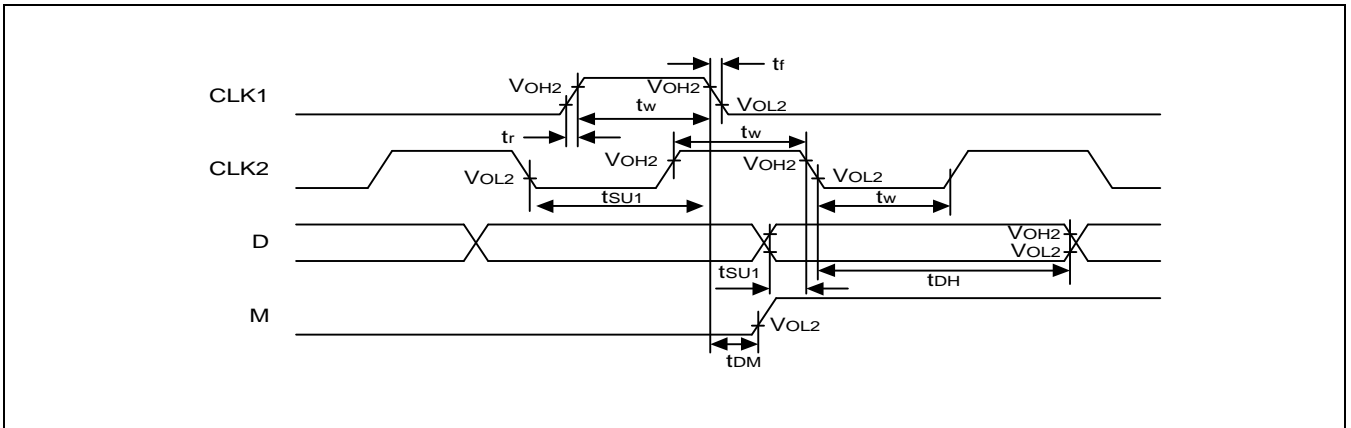 tf
VOH2 VOH2
CLK1 tw VOL2
tr tw
VOH2 VOH2
CLK2 VOL2 VOL2
tSU1 tw
D VOH2
VOL2
tSU1 tDH
M VOL2
tDM